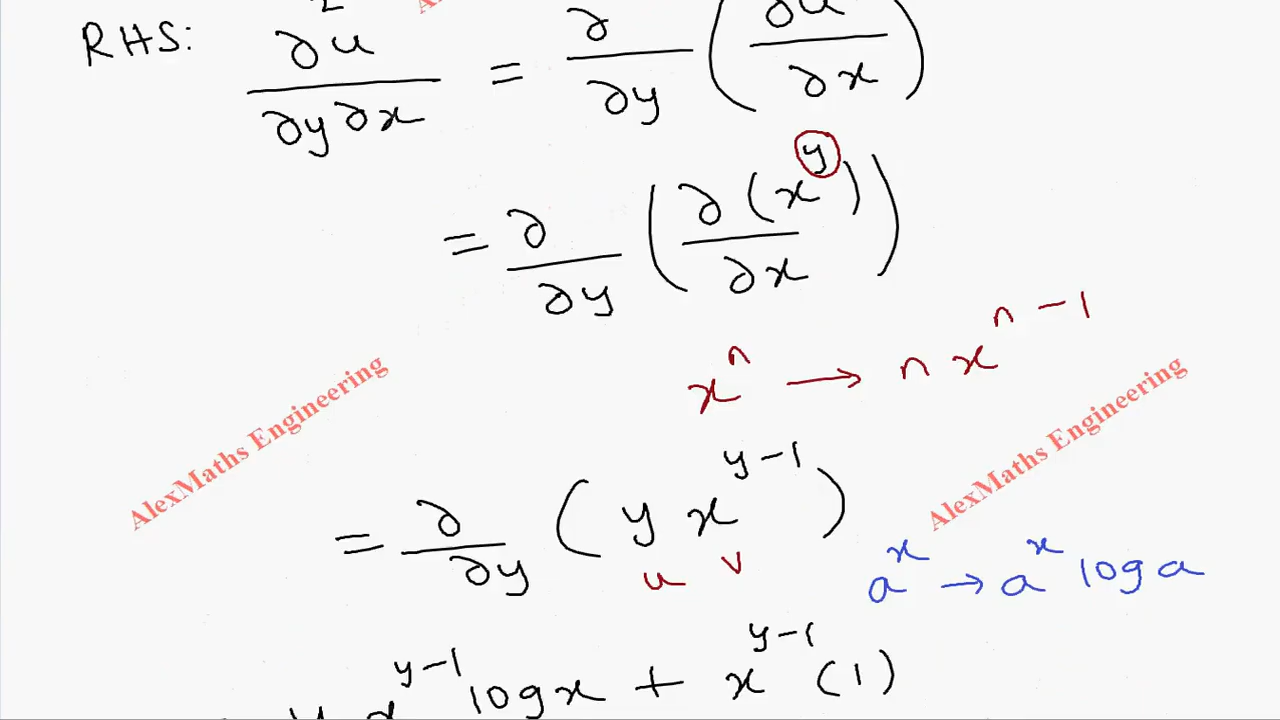 RHS: ∂²u / ∂y∂x = ∂/∂y (∂u/∂x)
= ∂/∂y (∂(x^y)/∂x)
x^n → n x^(n-1)
AlexMaths Engineering
AlexMaths Engineering
= ∂/∂y (y x^(y-1))
u v
a^x → a^x log a
y x^(y-1) log x + x^(y-1) (1)